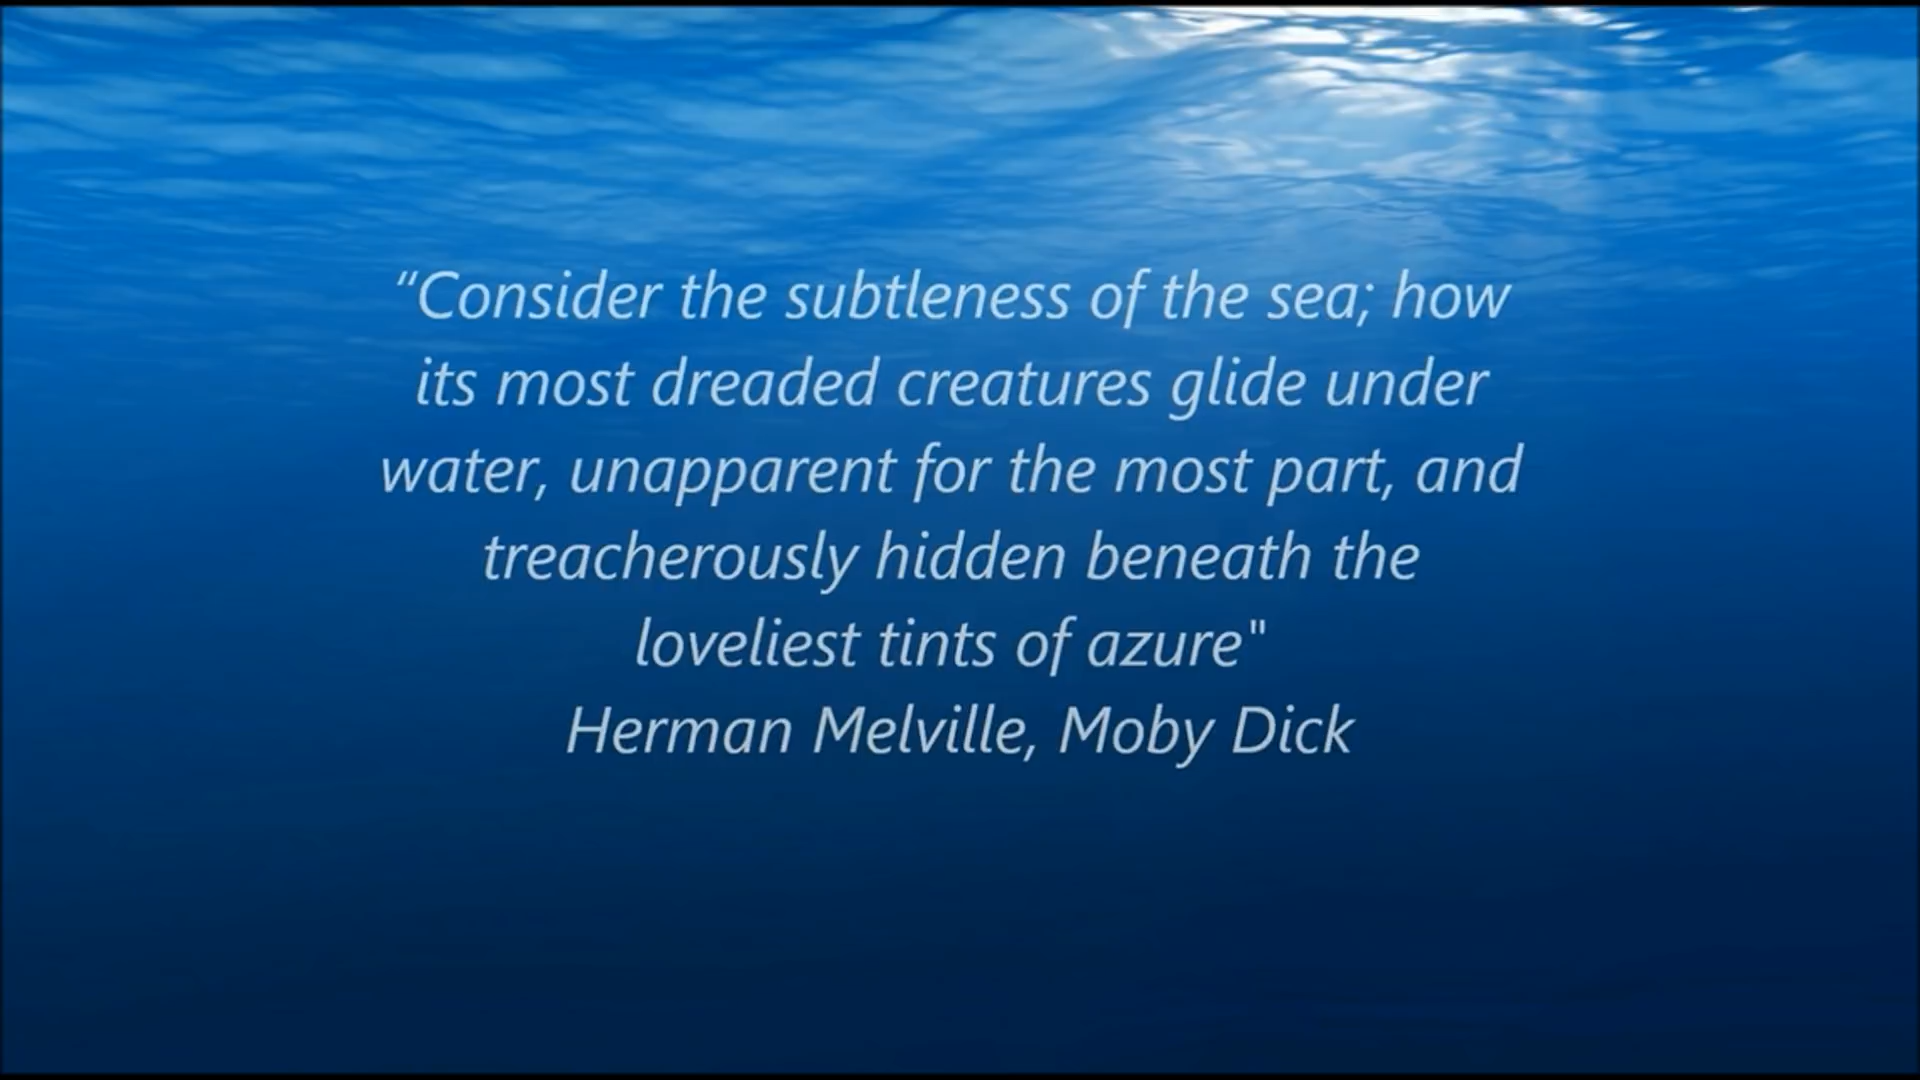 “Consider the subtleness of the sea; how
its most dreaded creatures glide under
water, unapparent for the most part, and
treacherously hidden beneath the
loveliest tints of azure"
Herman Melville, Moby Dick